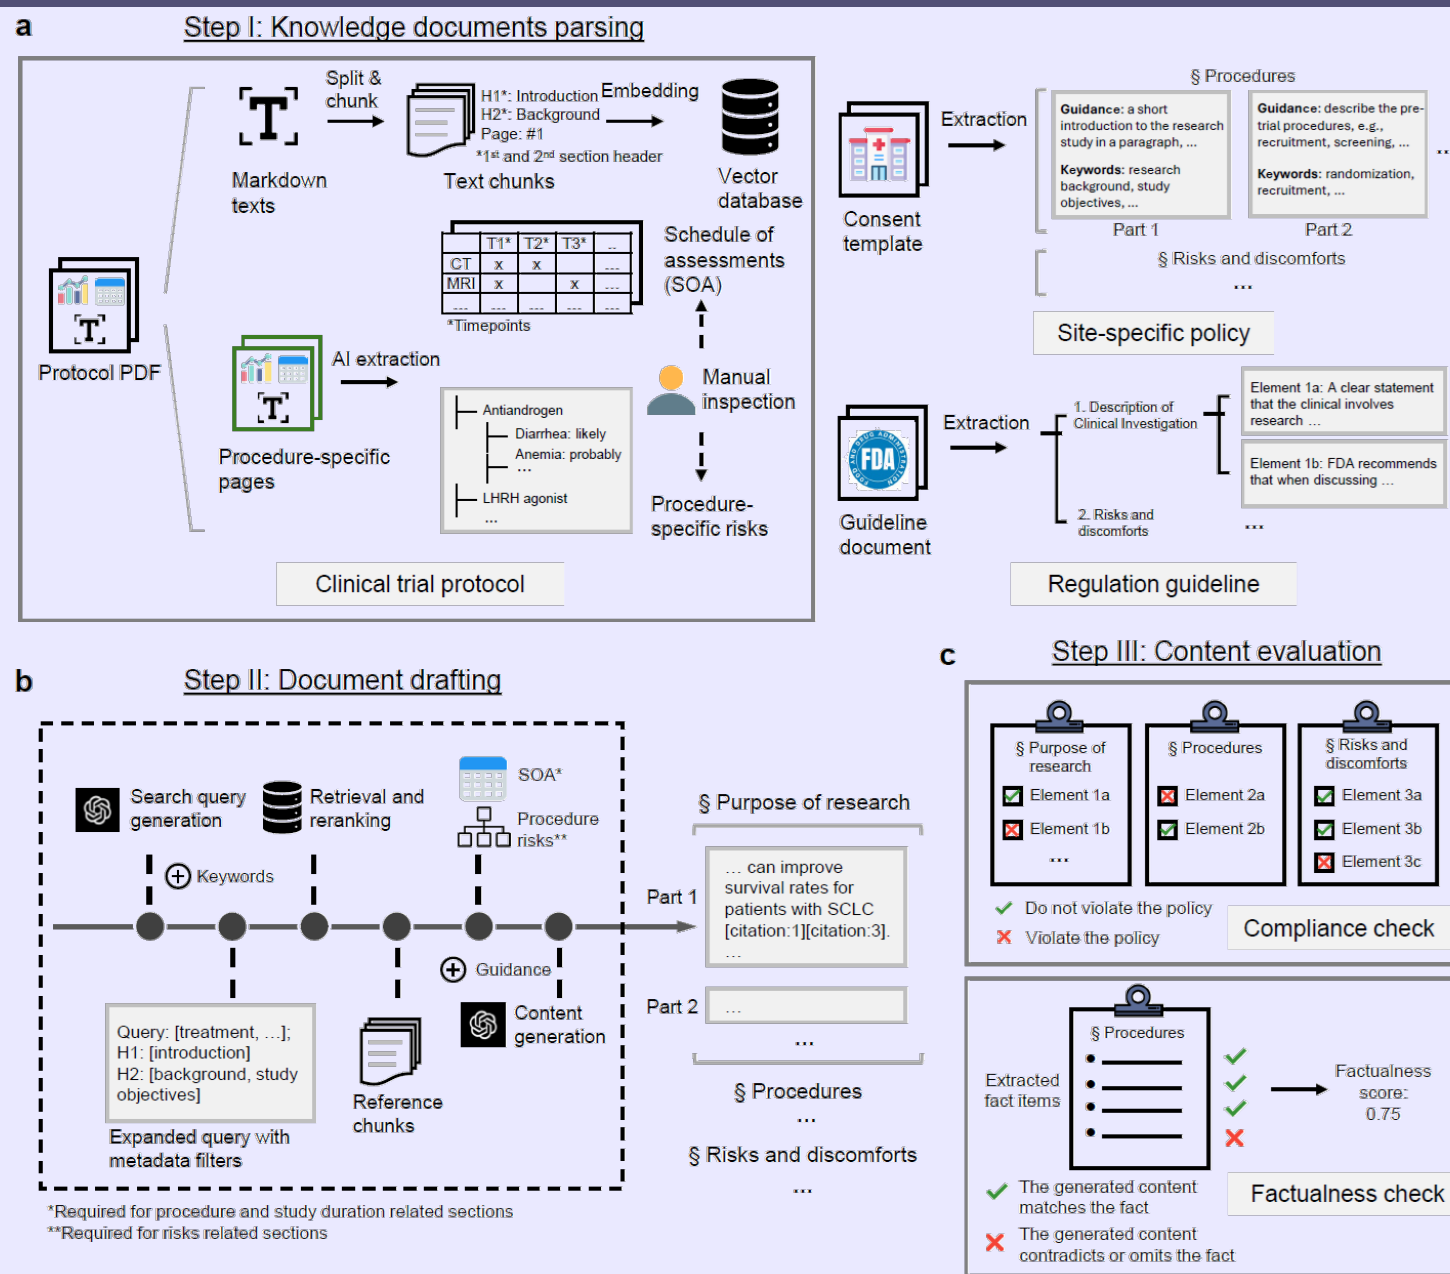 a
Step I: Knowledge documents parsing
Split &
chunk
H1*: Introduction
H2*: Background
Page: #1
*1st and 2nd section header
Embedding
Markdown
texts
Text chunks
Vector
database
T1* T2* T3* ..
CT x x ...
MRI x x ...
... ... ... ... ...
*Timepoints
Schedule of
assessments
(SOA)
Protocol PDF
AI extraction
Procedure-specific
pages
Antiandrogen
Diarrhea: likely
Anemia: probably
...
LHRH agonist
...
Manual
inspection
Procedure-
specific risks
Clinical trial protocol
Consent
template
Extraction
§ Procedures
Guidance: a short
introduction to the research
study in a paragraph, ...
Keywords: research
background, study
objectives, ...
Part 1
Guidance: describe the pre-
trial procedures, e.g.,
recruitment, screening, ...
Keywords: randomization,
recruitment, ...
Part 2
...
§ Risks and discomforts
...
Site-specific policy
FOOD AND DRUG ADMINISTRATION
FDA
Guideline
document
Extraction
1. Description of
Clinical Investigation
2. Risks and
discomforts
Element 1a: A clear statement
that the clinical involves
research ...
Element 1b: FDA recommends
that when discussing ...
...
Regulation guideline
b
Step II: Document drafting
Search query
generation
Retrieval and
reranking
SOA*
Procedure
risks**
Keywords
Guidance
Query: [treatment, ...];
H1: [introduction]
H2: [background, study
objectives]
Expanded query with
metadata filters
Reference
chunks
Content
generation
*Required for procedure and study duration related sections
**Required for risks related sections
§ Purpose of research
Part 1
... can improve
survival rates for
patients with SCLC
[citation:1][citation:3].
...
Part 2
...
...
§ Procedures
...
§ Risks and discomforts
...
c
Step III: Content evaluation
§ Purpose of
research
Element 1a
Element 1b
...
§ Procedures
Element 2a
Element 2b
§ Risks and
discomforts
Element 3a
Element 3b
Element 3c
Do not violate the policy
Violate the policy
Compliance check
Extracted
fact items
§ Procedures
Factualness
score:
0.75
The generated content
matches the fact
The generated content
contradicts or omits the fact
Factualness check